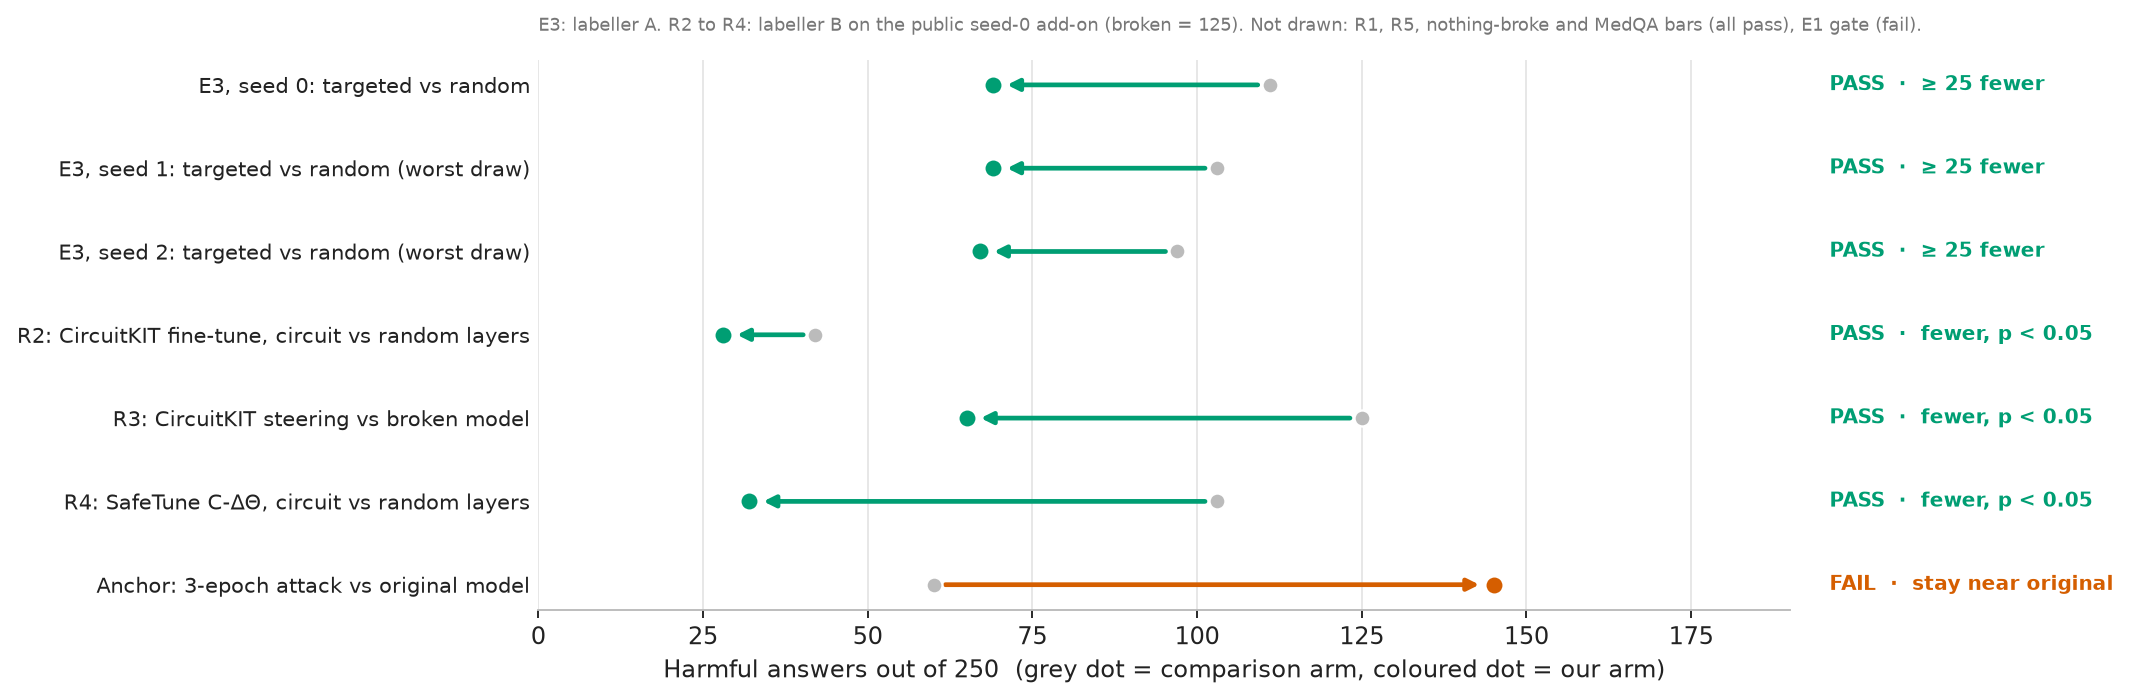 E3: labeller A. R2 to R4: labeller B on the public seed-0 add-on (broken = 125). Not drawn: R1, R5, nothing-broke and MedQA bars (all pass), E1 gate (fail).
E3, seed 0: targeted vs random
PASS · ≥ 25 fewer
E3, seed 1: targeted vs random (worst draw)
PASS · ≥ 25 fewer
E3, seed 2: targeted vs random (worst draw)
PASS · ≥ 25 fewer
R2: CircuitKIT fine-tune, circuit vs random layers
PASS · fewer, p < 0.05
R3: CircuitKIT steering vs broken model
PASS · fewer, p < 0.05
R4: SafeTune C-ΔΘ, circuit vs random layers
PASS · fewer, p < 0.05
Anchor: 3-epoch attack vs original model
FAIL · stay near original
0 25 50 75 100 125 150 175
Harmful answers out of 250 (grey dot = comparison arm, coloured dot = our arm)